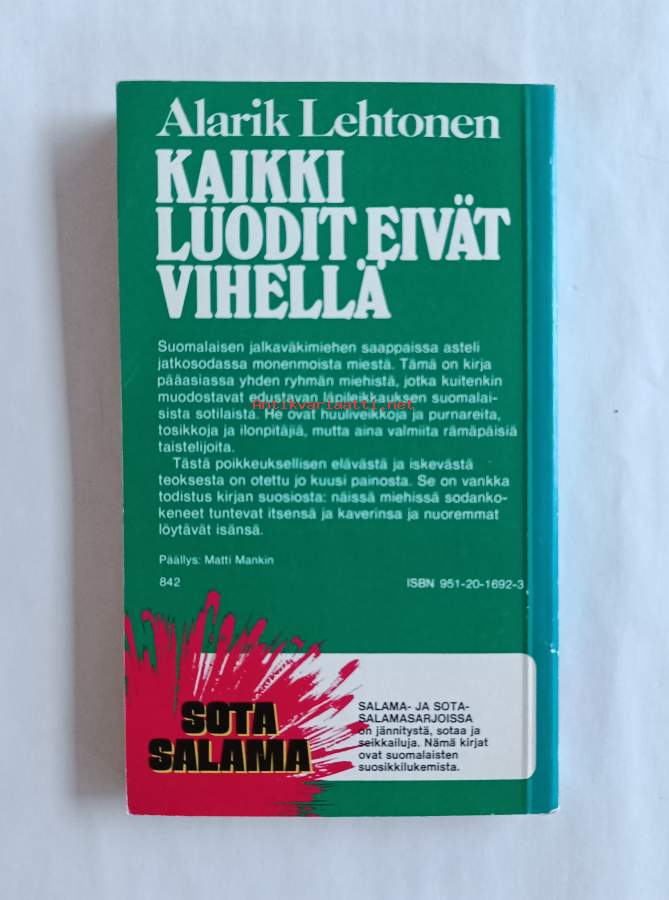 Alarik Lehtonen
KAIKKI
LUODIT EIVÄT
VIHELLÄ
Suomalaisen jalkaväkimiehen saappaissa asteli
jatkosodassa monenmoista miestä. Tämä on kirja
pääasiassa yhden ryhmän miehistä, jotka kuitenkin
muodostavat edustavan läpileikkauksen suomalai-
Antikvariaatti.net
sista sotilaista. He ovat huuliveikkoja ja purnareita,
tosikkoja ja ilonpitäjiä, mutta aina valmiita rämäpäisiä
taistelijoita.
Tästä poikkeuksellisen elävästä ja iskevästä
teoksesta on otettu jo kuusi painosta. Se on vankka
todistus kirjan suosiosta: näissä miehissä sodanko-
keneet tuntevat itsensä ja kaverinsa ja nuoremmat
löytävät isänsä.
Päällys: Matti Mankin
842 ISBN 951-20-1692-3
SOTA
SALAMA
SALAMA- JA SOTA-
SALAMASARJOISSA
on jännitystä, sotaa ja
seikkailuja. Nämä kirjat
ovat suomalaisten
suosikkilukemista.